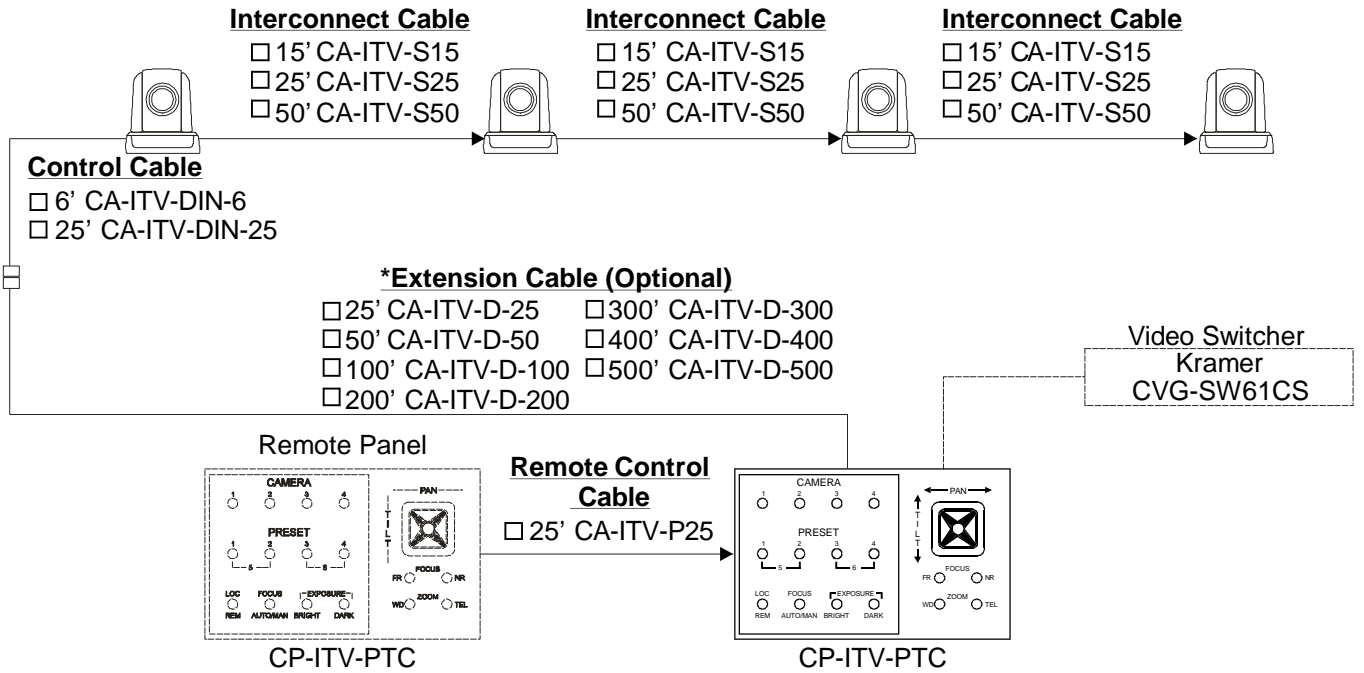 Interconnect Cable
☐ 15’ CA-ITV-S15
☐ 25’ CA-ITV-S25
☐ 50’ CA-ITV-S50
Interconnect Cable
☐ 15’ CA-ITV-S15
☐ 25’ CA-ITV-S25
☐ 50’ CA-ITV-S50
Interconnect Cable
☐ 15’ CA-ITV-S15
☐ 25’ CA-ITV-S25
☐ 50’ CA-ITV-S50
Control Cable
☐ 6’ CA-ITV-DIN-6
☐ 25’ CA-ITV-DIN-25
*Extension Cable (Optional)
☐ 25’ CA-ITV-D-25 ☐ 300’ CA-ITV-D-300
☐ 50’ CA-ITV-D-50 ☐ 400’ CA-ITV-D-400
☐ 100’ CA-ITV-D-100 ☐ 500’ CA-ITV-D-500
☐ 200’ CA-ITV-D-200
Video Switcher
Kramer
CVG-SW61CS
Remote Panel
CAMERA
1 2 3 4
PRESET
1 2 3 4
5 6
LOC FOCUS EXPOSURE
REM AUTO/MAN BRIGHT DARK
PAN
TILT
FOCUS
FR NR
ZOOM
WD TEL
CP-ITV-PTC
Remote Control
Cable
☐ 25’ CA-ITV-P25
CAMERA
1 2 3 4
PRESET
1 2 3 4
5 6
LOC FOCUS EXPOSURE
REM AUTO/MAN BRIGHT DARK
PAN
TILT
FOCUS
FR NR
ZOOM
WD TEL
CP-ITV-PTC